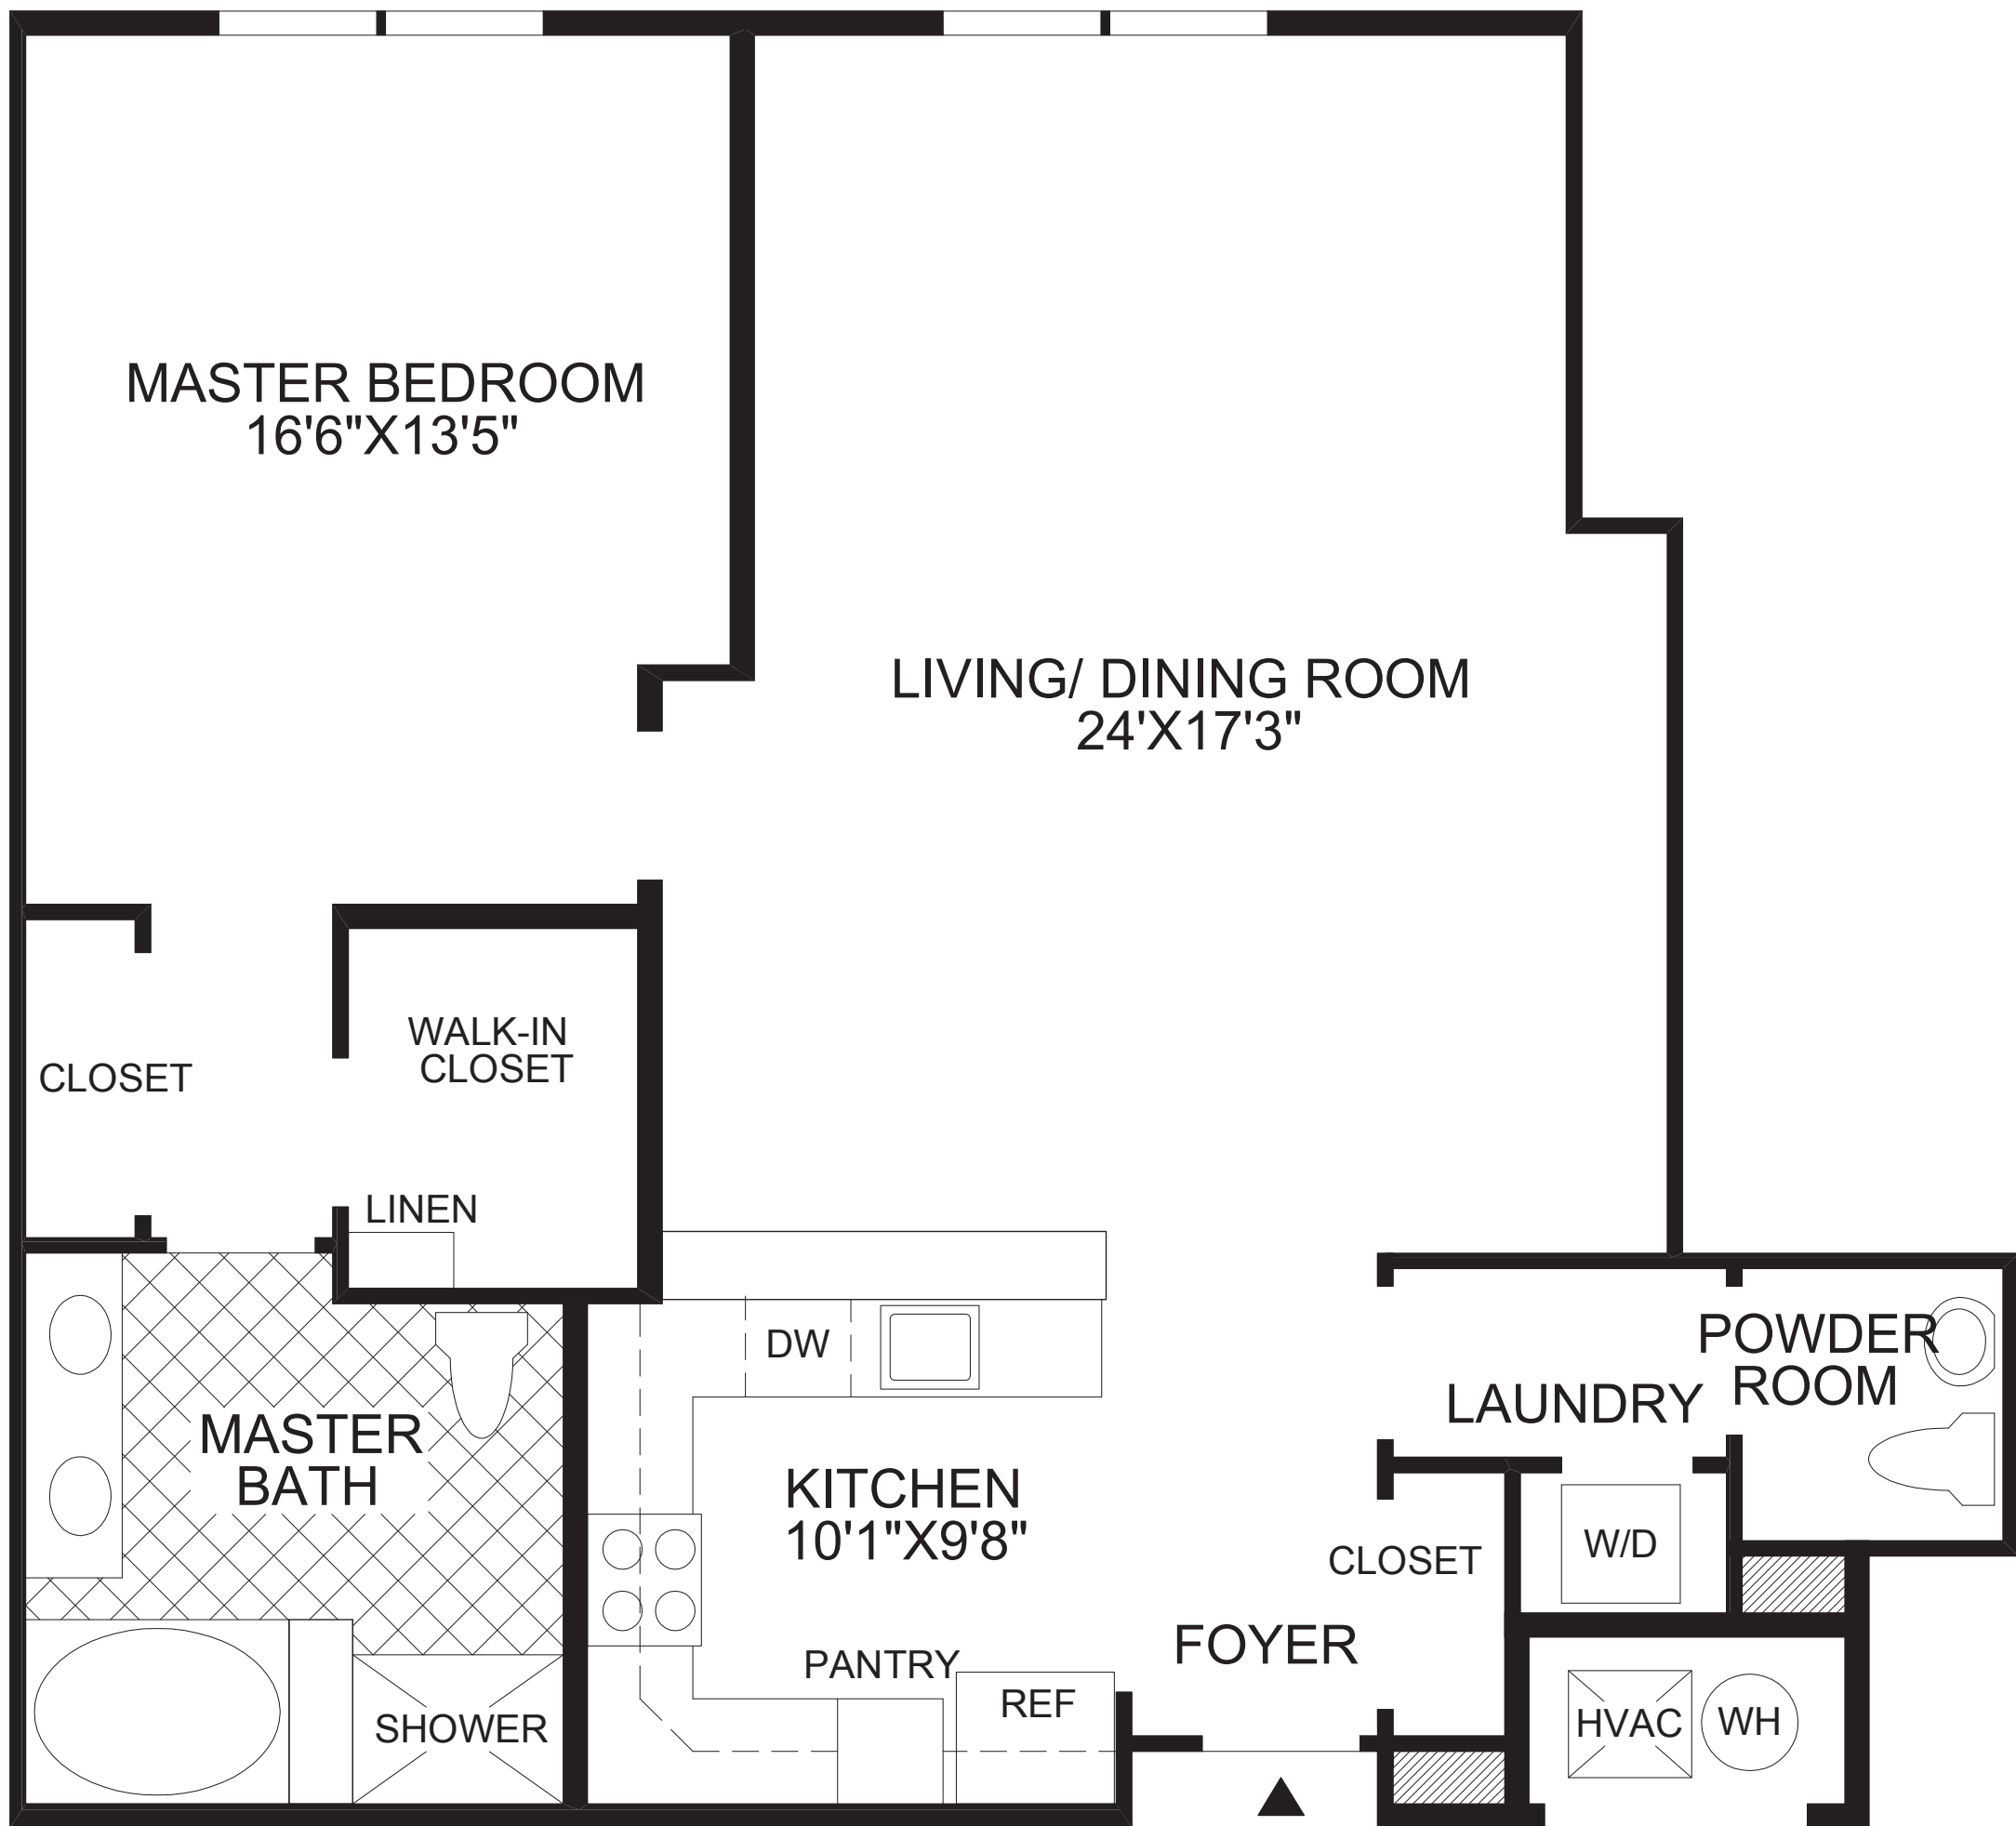 MASTER BEDROOM
16'6"X13'5"
LIVING/ DINING ROOM
24'X17'3"
WALK-IN
CLOSET
CLOSET
LINEN
DW
POWDER
ROOM
LAUNDRY
MASTER
BATH
KITCHEN
10'1"X9'8"
W/D
CLOSET
FOYER
PANTRY
REF
SHOWER
HVAC
WH